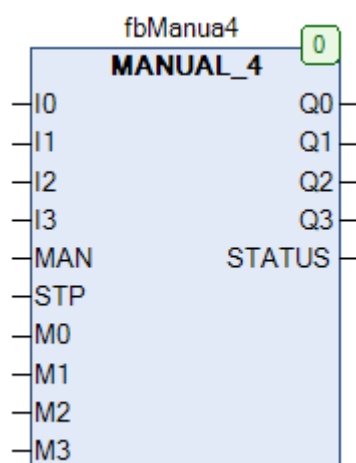 fbManua4
0
MANUAL_4
I0 Q0
I1 Q1
I2 Q2
I3 Q3
MAN STATUS
STP
M0
M1
M2
M3